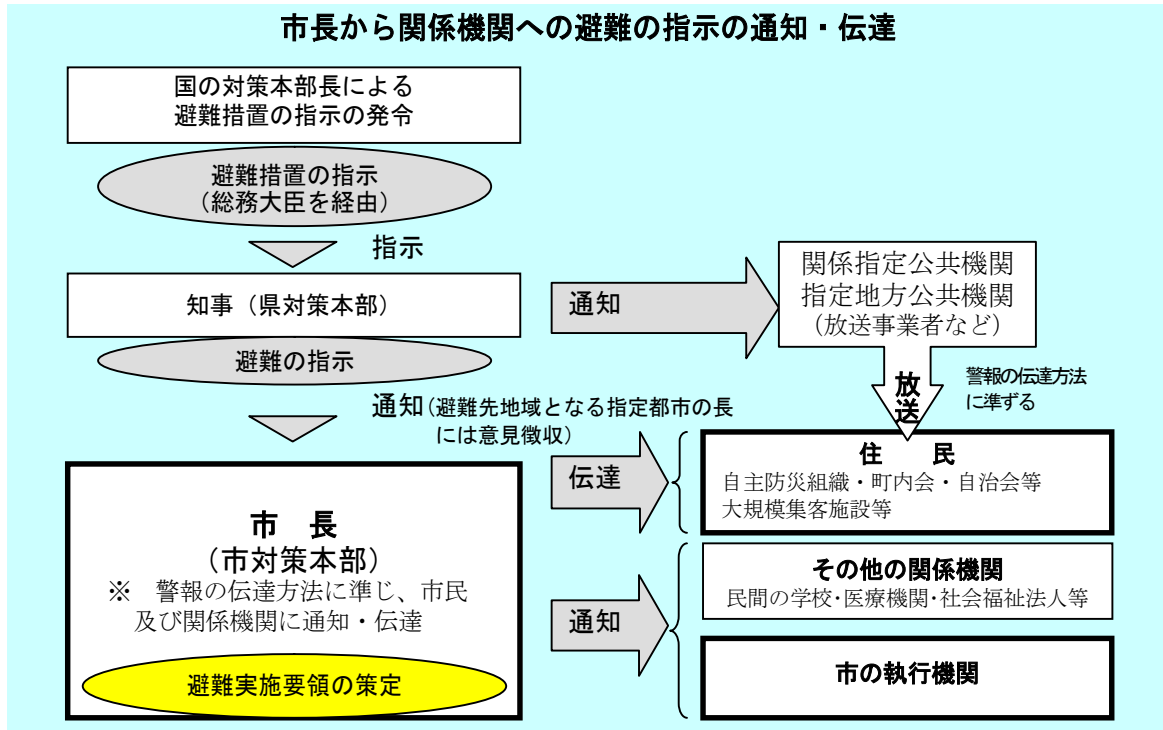 市長から関係機関への避難の指示の通知・伝達
国の対策本部長による
避難措置の指示の発令
避難措置の指示
（総務大臣を経由）
指示
知事（県対策本部）
避難の指示
通知
関係指定公共機関
指定地方公共機関
（放送事業者など）
放送
警報の伝達方法
に準ずる
通知（避難先地域となる指定都市の長
には意見徴収）
市　長
（市対策本部）
※　警報の伝達方法に準じ、市民
及び関係機関に通知・伝達
避難実施要領の策定
伝達
住　民
自主防災組織・町内会・自治会等
大規模集客施設等
通知
その他の関係機関
民間の学校・医療機関・社会福祉法人等
市の執行機関